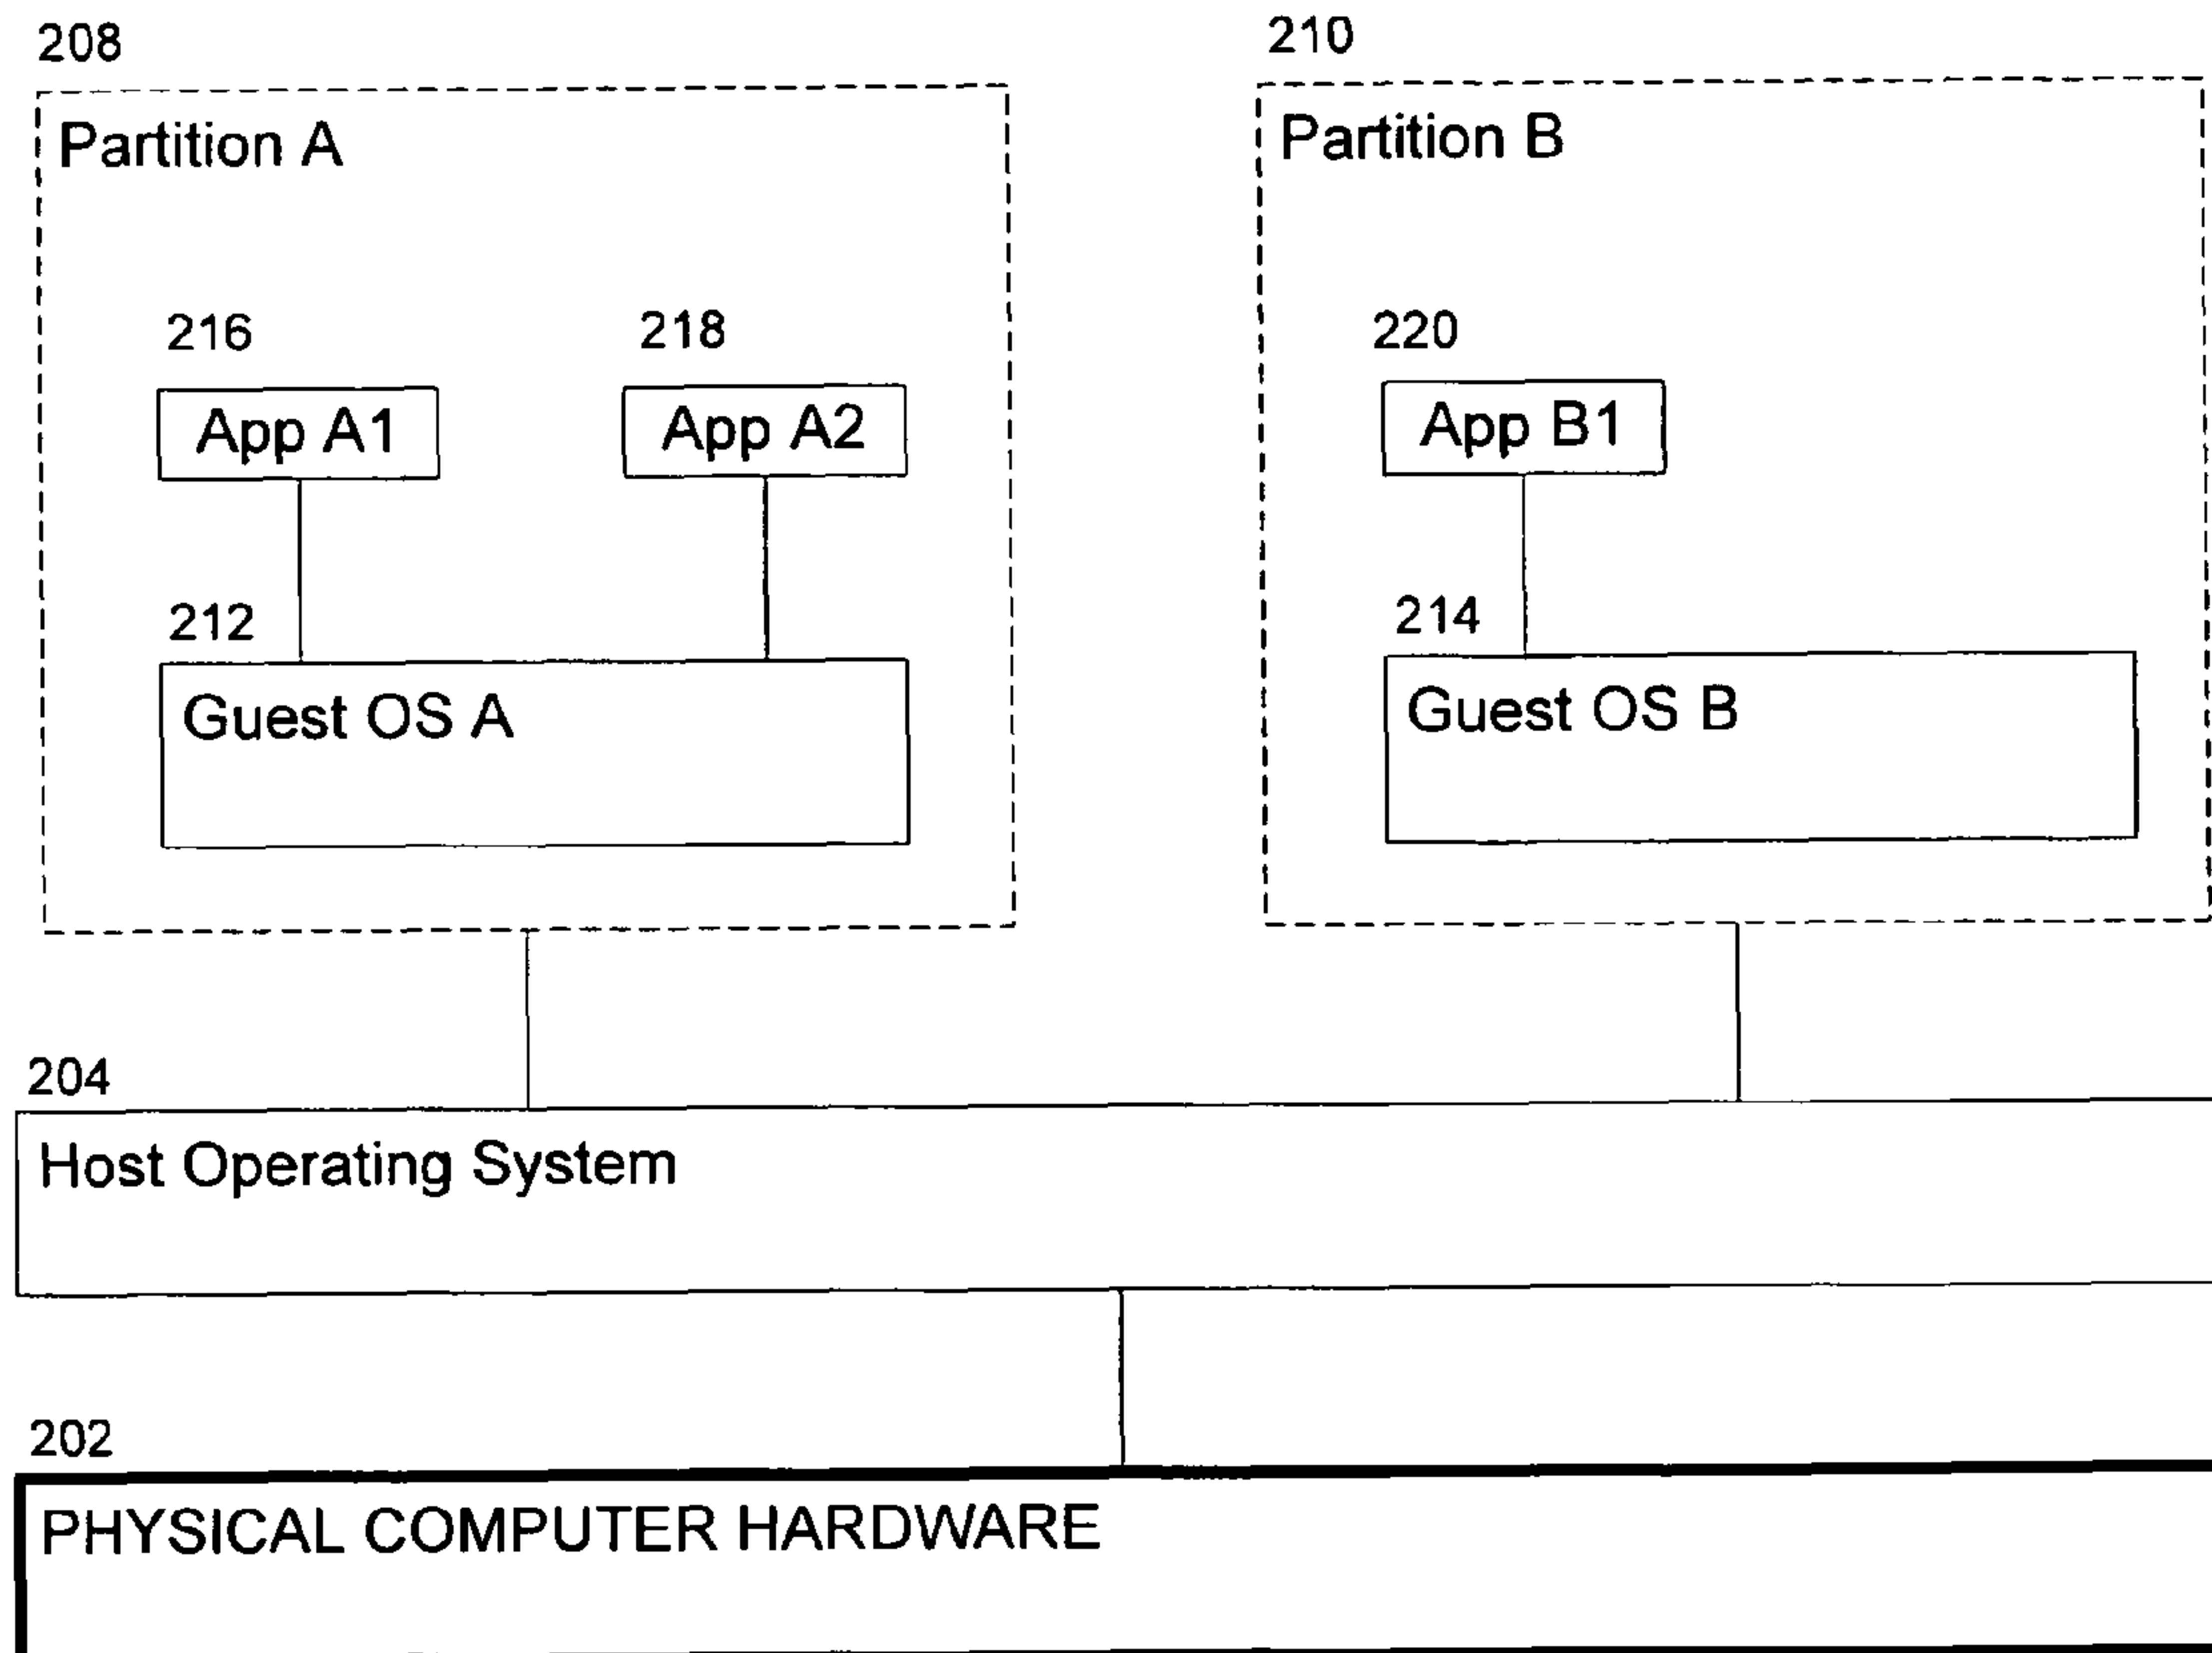 208
210
Partition A
Partition B
216
218
220
App A1
App A2
App B1
212
214
Guest OS A
Guest OS B
204
Host Operating System
202
PHYSICAL COMPUTER HARDWARE